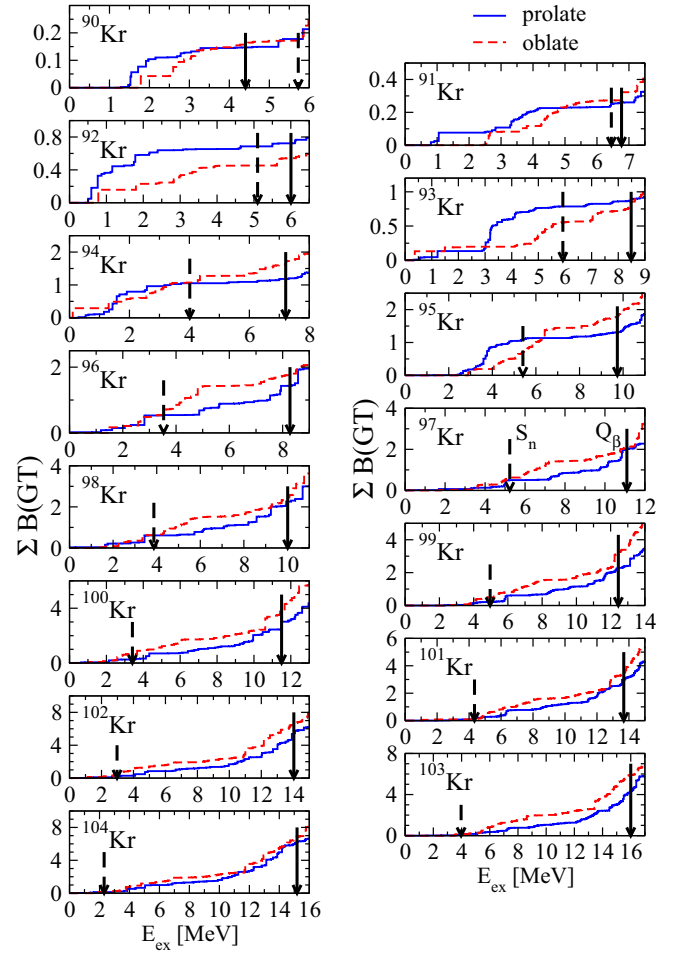 prolate
oblate
⁹⁰Kr
0.2
0.1
0
0 1 2 3 4 5 6
⁹¹Kr
0.4
0.2
0
0 1 2 3 4 5 6 7
⁹²Kr
0.8
0.4
0
0 1 2 3 4 5 6
⁹³Kr
1
0.5
0
0 1 2 3 4 5 6 7 8 9
⁹⁴Kr
2
1
0
0 2 4 6 8
⁹⁵Kr
2
1
0
0 2 4 6 8 10
⁹⁶Kr
2
0
0 2 4 6 8
⁹⁷Kr
S_n
Q_β
4
2
0
0 2 4 6 8 10 12
Σ B(GT)
Σ B(GT)
⁹⁸Kr
4
2
0
0 2 4 6 8 10
⁹⁹Kr
4
2
0
0 2 4 6 8 10 12 14
¹⁰⁰Kr
4
0
0 2 4 6 8 10 12
¹⁰¹Kr
6
4
2
0
0 2 4 6 8 10 12 14
¹⁰²Kr
8
4
0
0 2 4 6 8 10 12 14
¹⁰³Kr
8
4
0
0 2 4 6 8 10 12 14 16
¹⁰⁴Kr
8
4
0
0 2 4 6 8 10 12 14 16
E_ex [MeV]
E_ex [MeV]